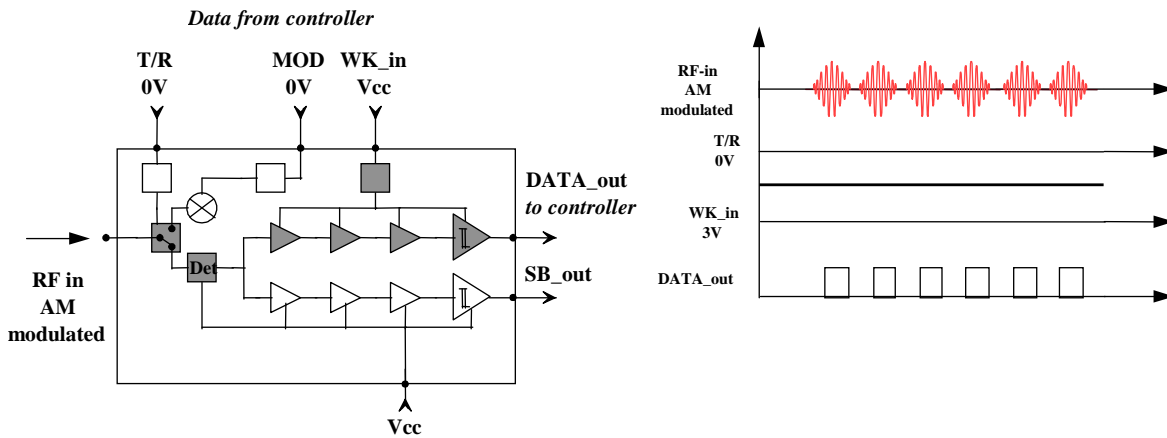 Data from controller
T/R
0V
MOD
0V
WK_in
Vcc
DATA_out
to controller
SB_out
Det
RF in
AM
modulated
Vcc
RF-in
AM
modulated
T/R
0V
WK_in
3V
DATA_out